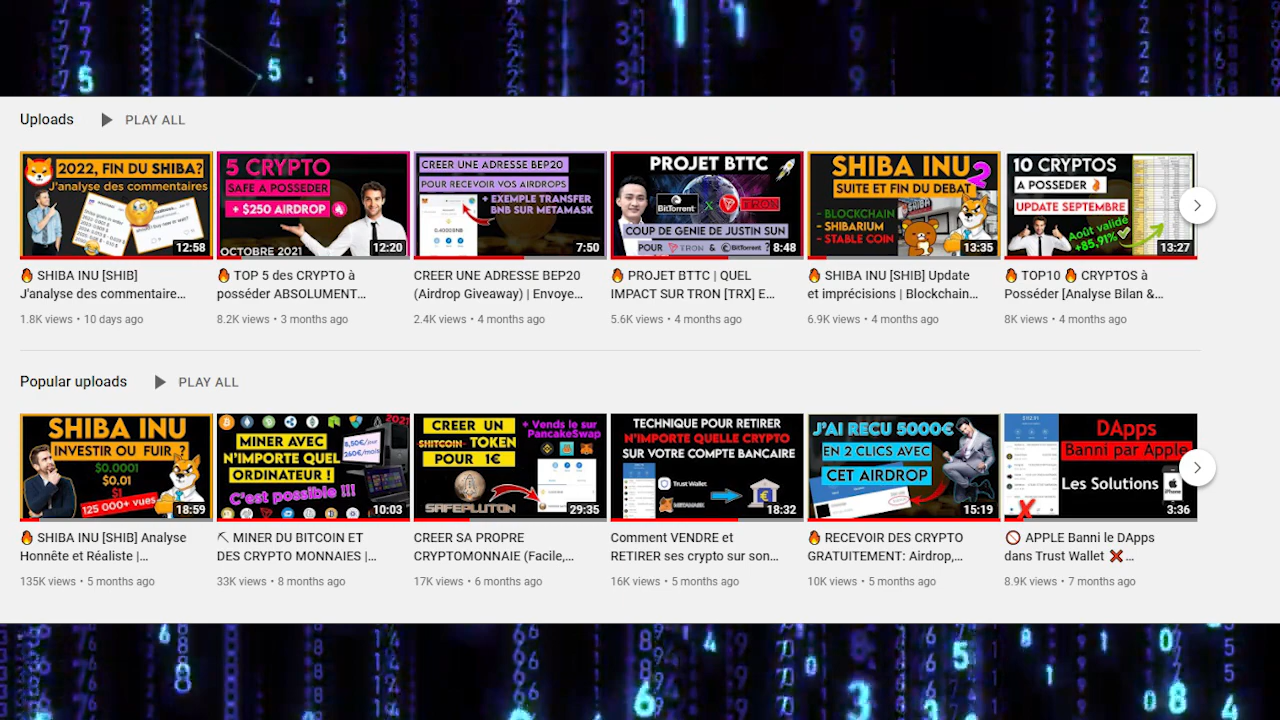 Uploads
PLAY ALL
2022, FIN DU SHIBA?
J'analyse des commentaires
12:58
5 CRYPTO
SAFE A POSSEDER
+ $250 AIRDROP
OCTOBRE 2021
12:20
CREER UNE ADRESSE BEP20
POUR RECEVOIR VOS AIRDROPS
+ EXEMPLE TRANSFER
BNB SUR METAMASK
7:50
PROJET BTTC
BitTorrent X TRON
COUP DE GENIE DE JUSTIN SUN
POUR TRON & BitTorrent ?
8:48
SHIBA INU 2
SUITE ET FIN DU DEBAT
- BLOCKCHAIN
- SHIBARIUM
- STABLE COIN
13:35
10 CRYPTOS
A POSSEDER
UPDATE SEPTEMBRE
Août validé
+85,91%
13:27
🔥 SHIBA INU [SHIB]
J'analyse des commentaire...
1.8K views • 10 days ago
🔥 TOP 5 des CRYPTO à
posséder ABSOLUMENT...
8.2K views • 3 months ago
CREER UNE ADRESSE BEP20
(Airdrop Giveaway) | Envoye...
2.4K views • 4 months ago
🔥 PROJET BTTC | QUEL
IMPACT SUR TRON [TRX] E...
5.6K views • 4 months ago
🔥 SHIBA INU [SHIB] Update
et imprécisions | Blockchain...
6.9K views • 4 months ago
🔥 TOP10 🔥 CRYPTOS à
Posséder [Analyse Bilan &...
8K views • 4 months ago
Popular uploads
PLAY ALL
SHIBA INU
INVESTIR OU FUIR ?
$0.0001
$0.01
$1
125 000+ vues
18:59
2021
MINER AVEC
N'IMPORTE QUEL
ORDINATEUR !
C'est possible !!!
8,50€/jour
260€/mois
10:03
CREER UN
SHITCOIN- TOKEN
POUR 1€
+ Vends le sur
PancakeSwap
SAFEPLUTON
29:35
TECHNIQUE POUR RETIRER
N'IMPORTE QUELLE CRYPTO
SUR VOTRE COMPTE BANCAIRE
Trust Wallet
METAMASK
18:32
J'AI RECU 5000€
EN 2 CLICS AVEC
CET AIRDROP
15:19
DApps
Banni par Apple
Les Solutions
iPhone
3:36
🔥 SHIBA INU [SHIB] Analyse
Honnête et Réaliste |...
135K views • 5 months ago
⛏ MINER DU BITCOIN ET
DES CRYPTO MONNAIES |...
33K views • 8 months ago
CREER SA PROPRE
CRYPTOMONNAIE (Facile,...
17K views • 6 months ago
Comment VENDRE et
RETIRER ses crypto sur son...
16K views • 5 months ago
🔥 RECEVOIR DES CRYPTO
GRATUITEMENT: Airdrop,...
10K views • 5 months ago
🚫 APPLE Banni le DApps
dans Trust Wallet ❌...
8.9K views • 7 months ago